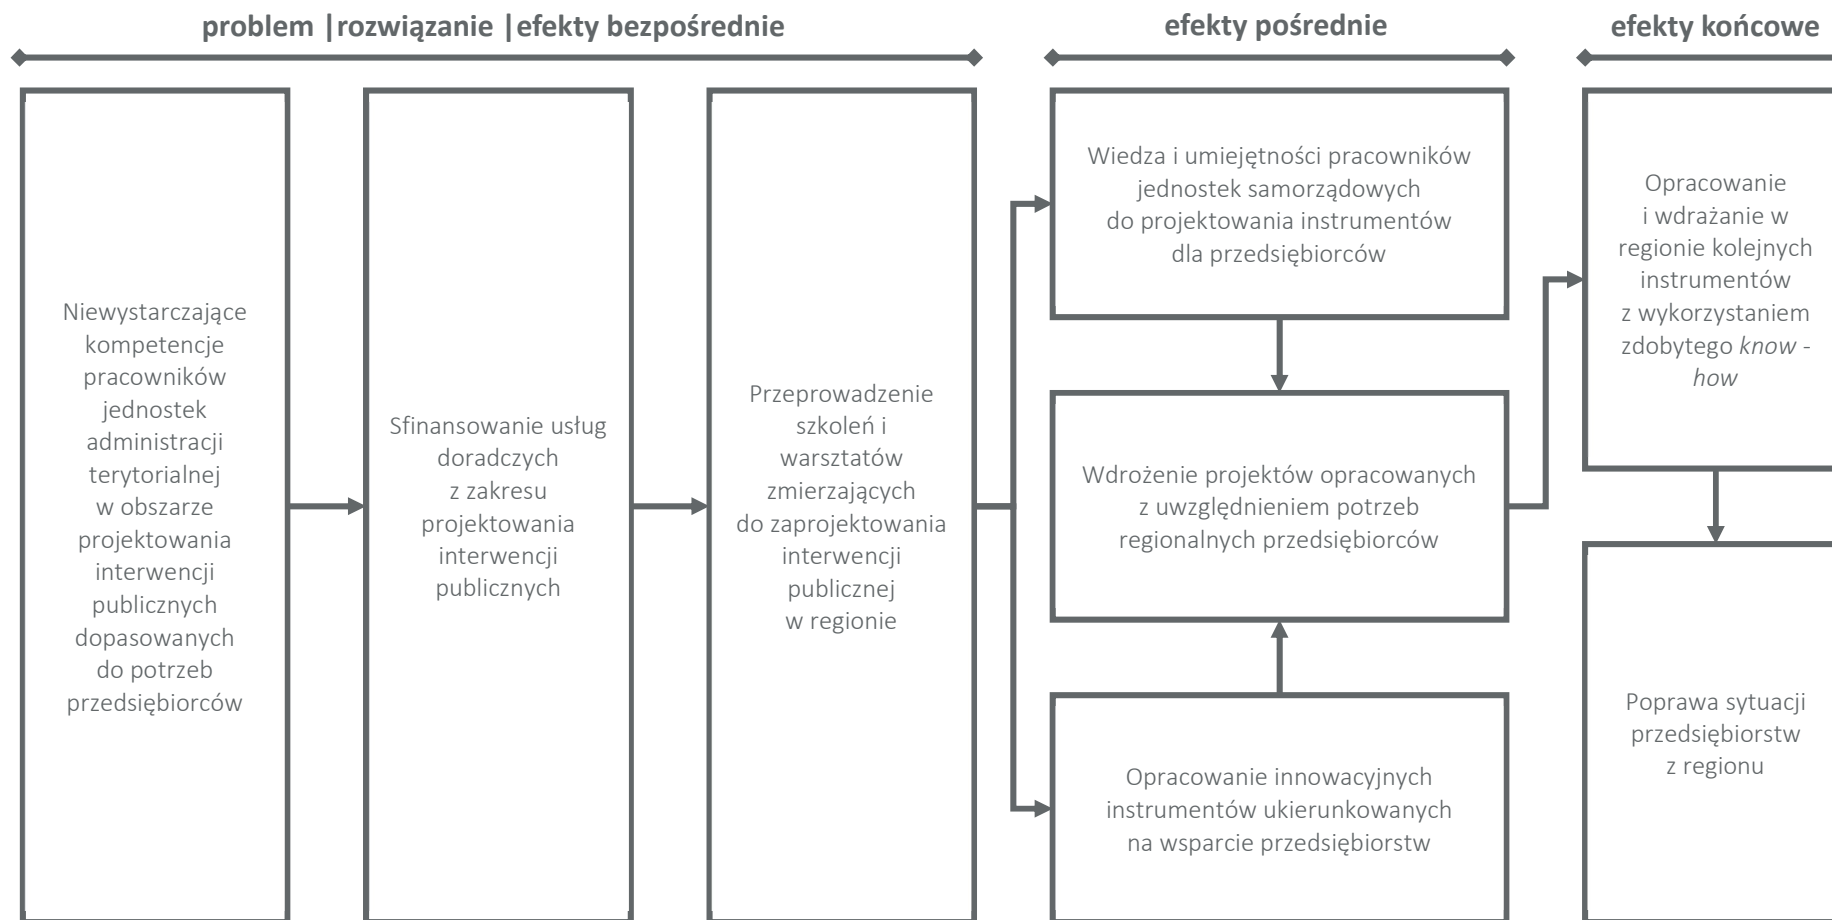 problem |rozwiązanie |efekty bezpośrednie
efekty pośrednie
efekty końcowe
Niewystarczające
kompetencje
pracowników
jednostek
administracji
terytorialnej
w obszarze
projektowania
interwencji
publicznych
dopasowanych
do potrzeb
przedsiębiorców
Sfinansowanie usług
doradczych
z zakresu
projektowania
interwencji
publicznych
Przeprowadzenie
szkoleń i
warsztatów
zmierzających
do zaprojektowania
interwencji
publicznej
w regionie
Wiedza i umiejętności pracowników
jednostek samorządowych
do projektowania instrumentów
dla przedsiębiorców
Wdrożenie projektów opracowanych
z uwzględnieniem potrzeb
regionalnych przedsiębiorców
Opracowanie innowacyjnych
instrumentów ukierunkowanych
na wsparcie przedsiębiorstw
Opracowanie
i wdrażanie w
regionie kolejnych
instrumentów
z wykorzystaniem
zdobytego know -
how
Poprawa sytuacji
przedsiębiorstw
z regionu